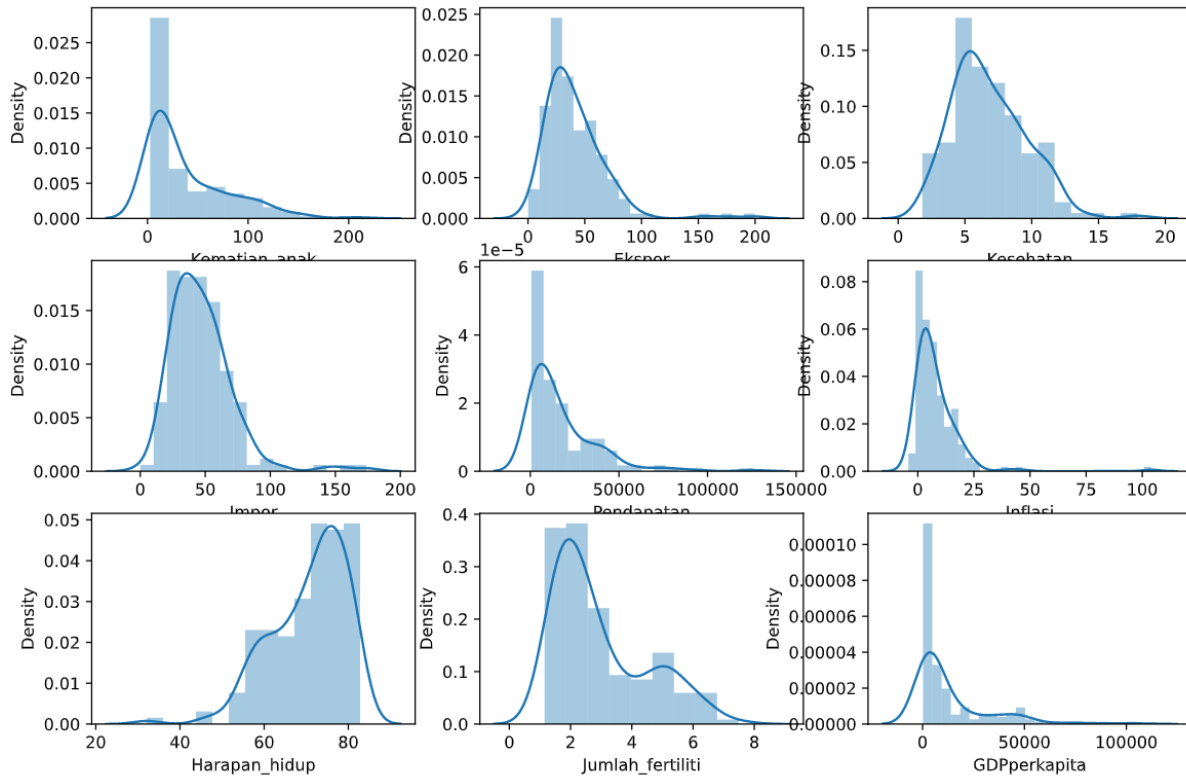 0.025
0.020
0.015
0.010
0.005
0.000
Density
0 100 200
Kematian_anak
0.025
0.020
0.015
0.010
0.005
0.000
Density
0 50 100 150 200
Ekspor
0.15
0.10
0.05
0.00
Density
0 5 10 15 20
Kesehatan
0.015
0.010
0.005
0.000
Density
0 50 100 150 200
Impor
1e−5
6
4
2
0
Density
0 50000 100000 150000
Pendapatan
0.08
0.06
0.04
0.02
0.00
Density
0 25 50 75 100
Inflasi
0.05
0.04
0.03
0.02
0.01
0.00
Density
20 40 60 80
Harapan_hidup
0.4
0.3
0.2
0.1
0.0
Density
0 2 4 6 8
Jumlah_fertiliti
0.00010
0.00008
0.00006
0.00004
0.00002
0.00000
Density
0 50000 100000
GDPperkapita